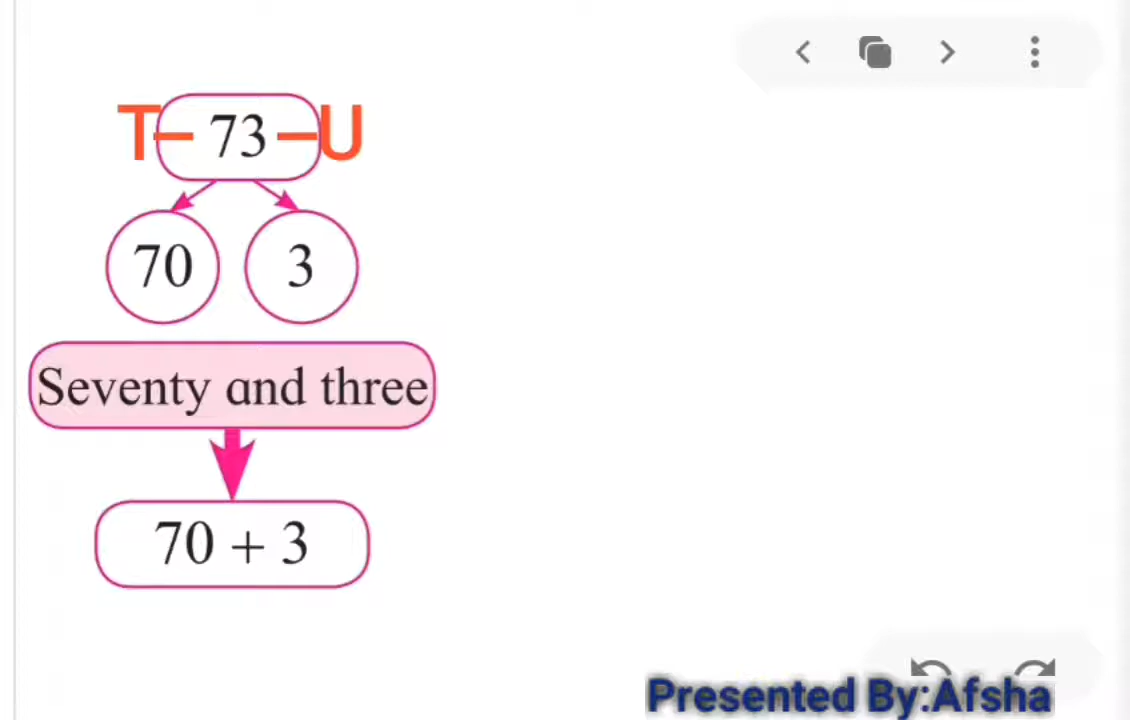 T– 73 –U
70 3
Seventy and three
70 + 3
Presented By:Afsha